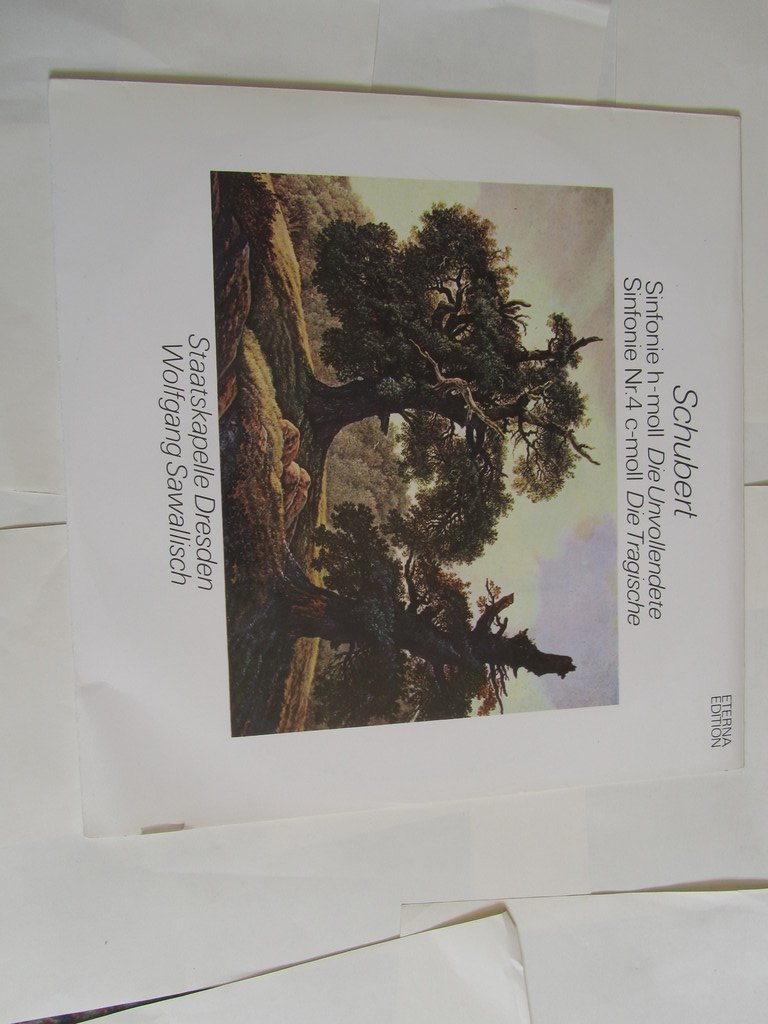 ETERNA
EDITION
Schubert
Sinfonie h-moll Die Unvollendete
Sinfonie Nr.4 c-moll Die Tragische
Staatskapelle Dresden
Wolfgang Sawallisch